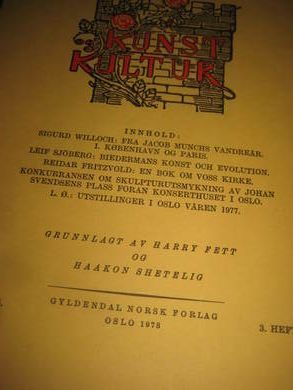 KUNST
KULTUR
INNHOLD:
SIGURD WILLOCH: FRA JACOB MUNCHS VANDREÅR.
I. KØBENHAVN OG PARIS.
LEIF SJÖBERG: BIEDERMANS KONST OCH EVOLUTION.
REIDAR FRITZVOLD: EN BOK OM VOSS KIRKE.
KONKURRANSEN OM SKULPTURUTSMYKNING AV JOHAN
SVENDSENS PLASS FORAN KONSERTHUSET I OSLO.
L. Ø.: UTSTILLINGER I OSLO VÅREN 1977.
GRUNNLAGT AV HARRY FETT
OG
HAAKON SHETELIG
GYLDENDAL NORSK FORLAG
OSLO 1978
3. HEF